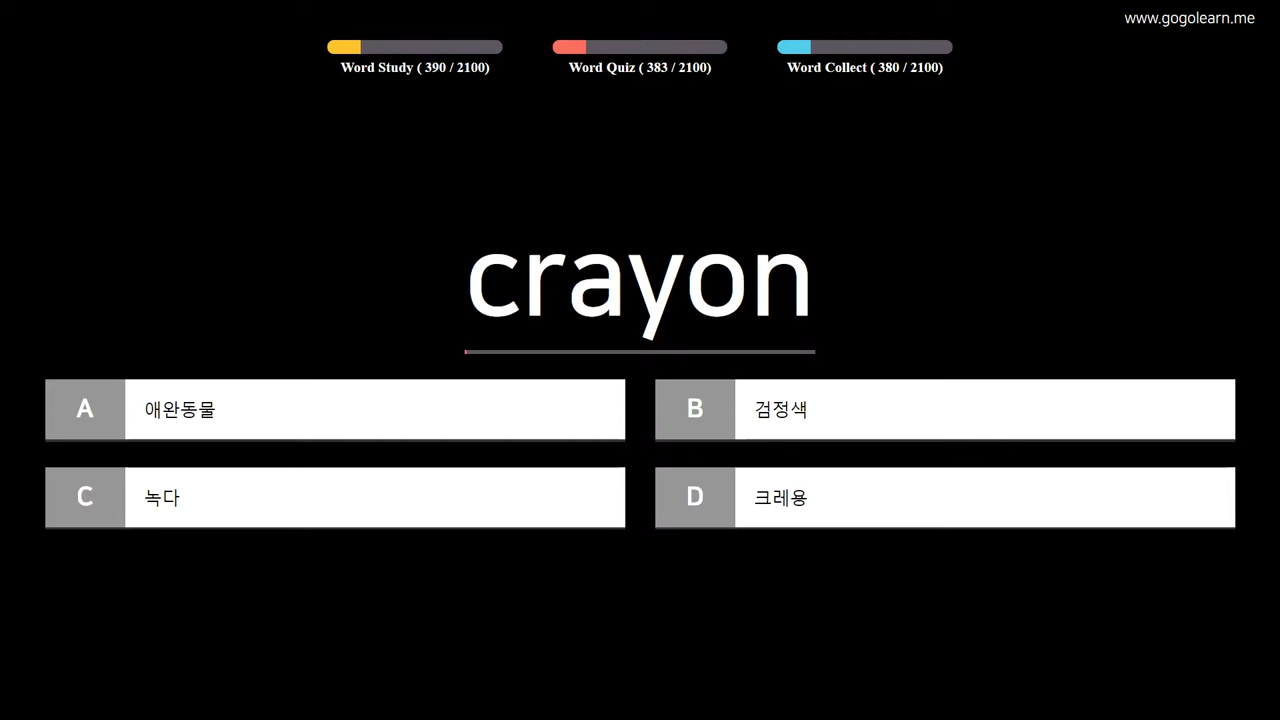 www.gogolearn.me
Word Study ( 390 / 2100)
Word Quiz ( 383 / 2100)
Word Collect ( 380 / 2100)
crayon
A 애완동물
B 검정색
C 녹다
D 크레용